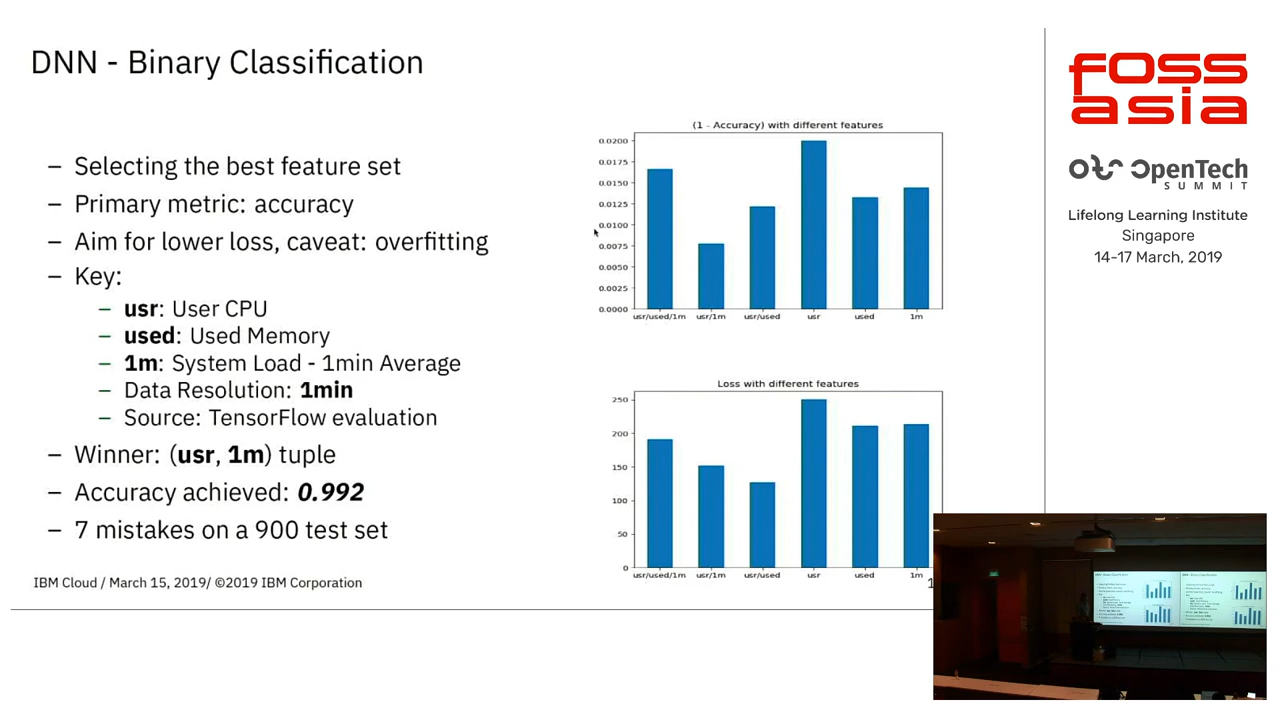 DNN - Binary Classification
– Selecting the best feature set
– Primary metric: accuracy
– Aim for lower loss, caveat: overfitting
– Key:
– usr: User CPU
– used: Used Memory
– 1m: System Load - 1min Average
– Data Resolution: 1min
– Source: TensorFlow evaluation
– Winner: (usr, 1m) tuple
– Accuracy achieved: 0.992
– 7 mistakes on a 900 test set
IBM Cloud / March 15, 2019/ ©2019 IBM Corporation
(1 - Accuracy) with different features
0.0200
0.0175
0.0150
0.0125
0.0100
0.0075
0.0050
0.0025
0.0000
usr/used/1m usr/1m usr/used usr used 1m
Loss with different features
250
200
150
100
50
0
usr/used/1m usr/1m usr/used usr used 1m
FOSS
asia
OpenTech
SUMMIT
Lifelong Learning Institute
Singapore
14-17 March, 2019